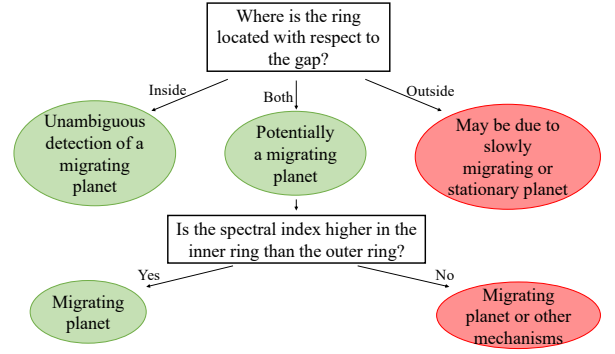 Where is the ring
located with respect to
the gap?
Inside
Both
Outside
Unambiguous
detection of a
migrating
planet
Potentially
a migrating
planet
May be due to
slowly
migrating or
stationary planet
Is the spectral index higher in the
inner ring than the outer ring?
Yes
No
Migrating
planet
Migrating
planet or other
mechanisms